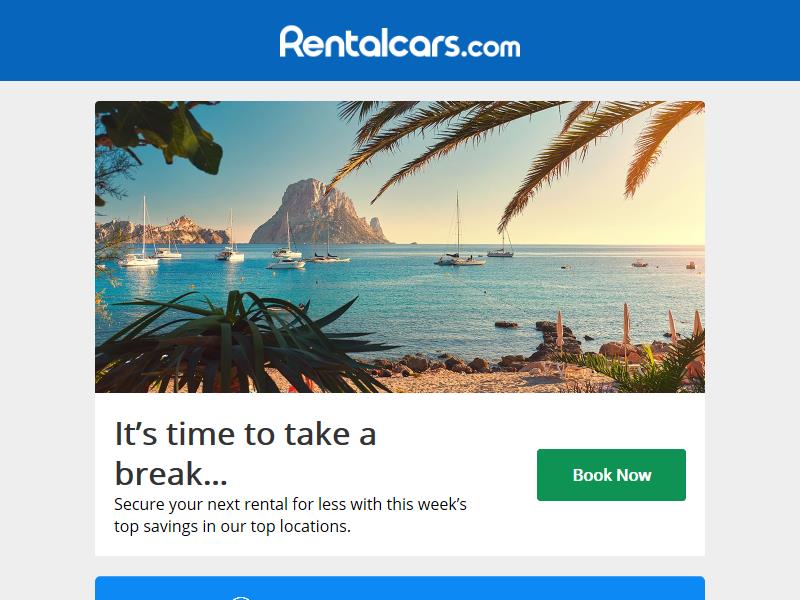 Rentalcars.com
It’s time to take a
break...
Secure your next rental for less with this week’s
top savings in our top locations.
Book Now